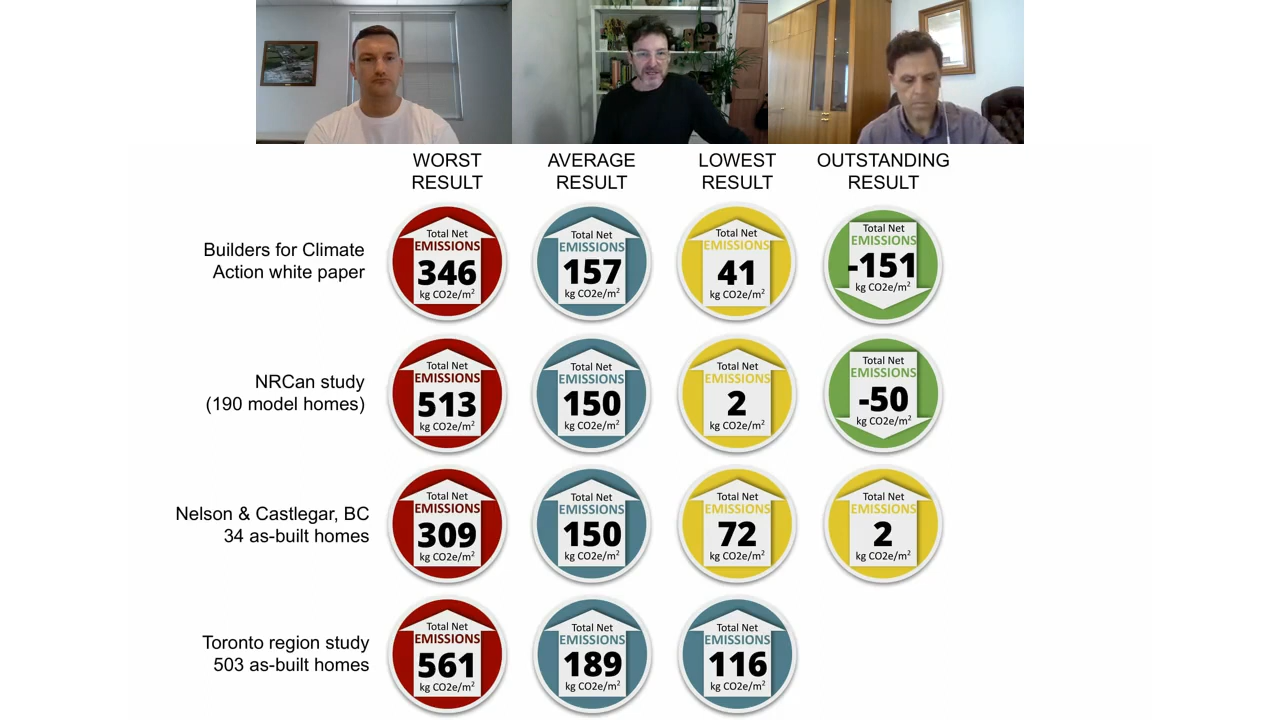 WORST
RESULT
AVERAGE
RESULT
LOWEST
RESULT
OUTSTANDING
RESULT
Builders for Climate
Action white paper
Total Net
EMISSIONS
346
kg CO2e/m²
Total Net
EMISSIONS
157
kg CO2e/m²
Total Net
EMISSIONS
41
kg CO2e/m²
Total Net
EMISSIONS
-151
kg CO2e/m²
NRCan study
(190 model homes)
Total Net
EMISSIONS
513
kg CO2e/m²
Total Net
EMISSIONS
150
kg CO2e/m²
Total Net
EMISSIONS
2
kg CO2e/m²
Total Net
EMISSIONS
-50
kg CO2e/m²
Nelson & Castlegar, BC
34 as-built homes
Total Net
EMISSIONS
309
kg CO2e/m²
Total Net
EMISSIONS
150
kg CO2e/m²
Total Net
EMISSIONS
72
kg CO2e/m²
Total Net
EMISSIONS
2
kg CO2e/m²
Toronto region study
503 as-built homes
Total Net
EMISSIONS
561
kg CO2e/m²
Total Net
EMISSIONS
189
kg CO2e/m²
Total Net
EMISSIONS
116
kg CO2e/m²